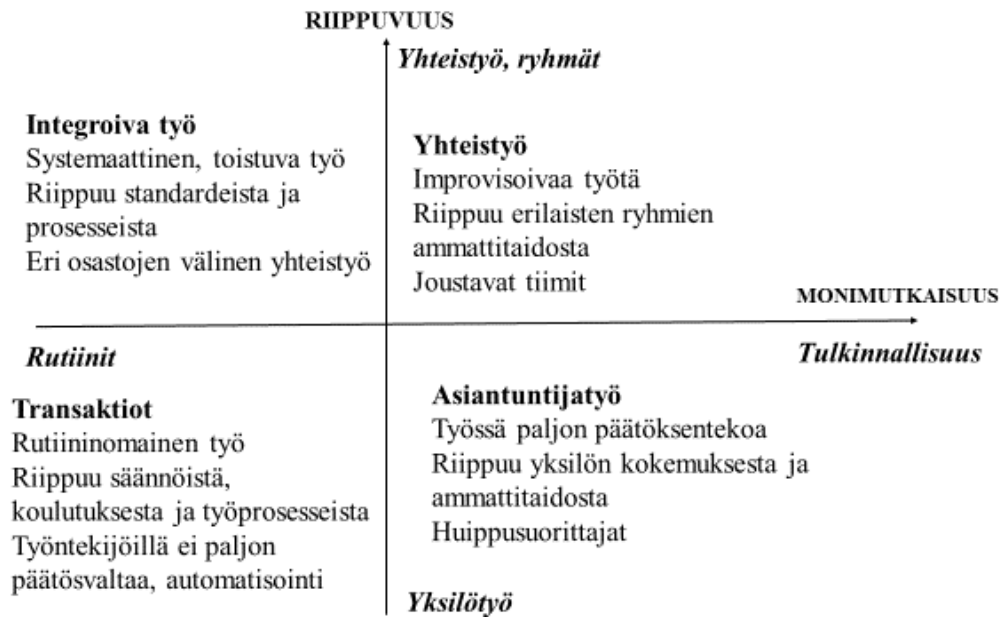 RIIPPUVUUS
Yhteistyö, ryhmät
Integroiva työ
Systemaattinen, toistuva työ
Riippuu standardeista ja
prosesseista
Eri osastojen välinen yhteistyö
Yhteistyö
Improvisoivaa työtä
Riippuu erilaisten ryhmien
ammattitaidosta
Joustavat tiimit
MONIMUTKAISUUS
Rutiinit
Tulkinnallisuus
Transaktiot
Rutiininomainen työ
Riippuu säännöistä,
koulutuksesta ja työprosesseista
Työntekijöillä ei paljon
päätösvaltaa, automatisointi
Asiantuntijatyö
Työssä paljon päätöksentekoa
Riippuu yksilön kokemuksesta ja
ammattitaidosta
Huippusuorittajat
Yksilötyö